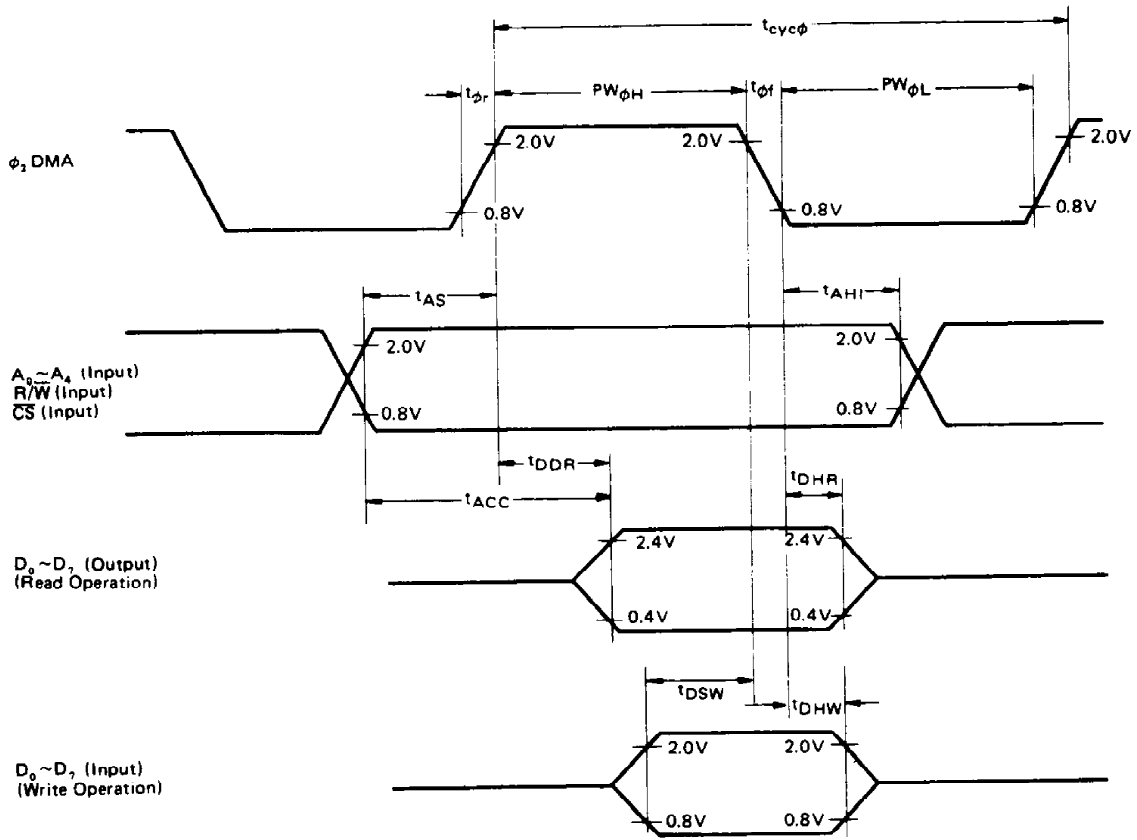 tcycφ
tφr
PWφH
tφf
PWφL
φ₂ DMA
2.0V
2.0V
2.0V
0.8V
0.8V
0.8V
tAS
tAHI
A₀~A₄ (Input)
R/W̅ (Input)
C̅S̅ (Input)
2.0V
2.0V
0.8V
0.8V
tDDR
tDHR
tACC
D₀~D₇ (Output)
(Read Operation)
2.4V
2.4V
0.4V
0.4V
tDSW
tDHW
D₀~D₇ (Input)
(Write Operation)
2.0V
2.0V
0.8V
0.8V